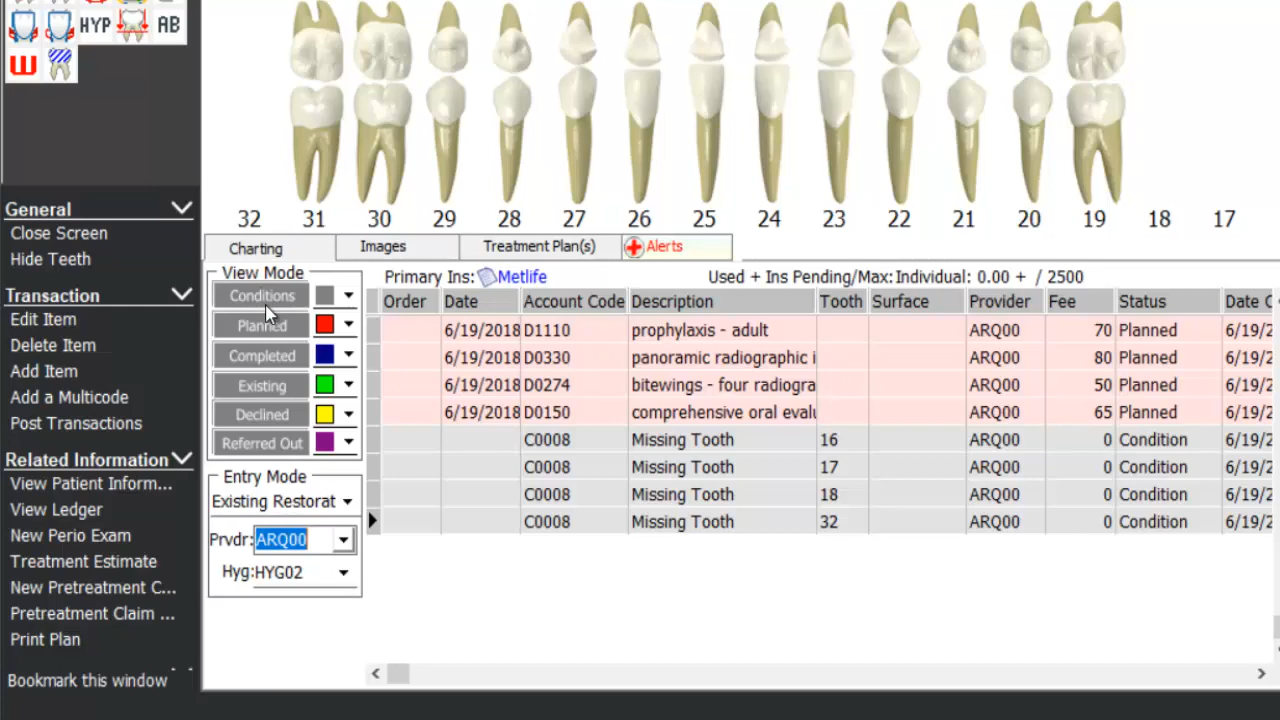 HYP AB
32 31 30 29 28 27 26 25 24 23 22 21 20 19 18 17
General
Close Screen
Hide Teeth
Transaction
Edit Item
Delete Item
Add Item
Add a Multicode
Post Transactions
Related Information
View Patient Inform...
View Ledger
New Perio Exam
Treatment Estimate
New Pretreatment C...
Pretreatment Claim ...
Print Plan
Bookmark this window
Charting Images Treatment Plan(s) Alerts
View Mode
Conditions
Planned
Completed
Existing
Declined
Referred Out
Entry Mode
Existing Restorat
Prvdr: ARQ00
Hyg: HYG02
Primary Ins: Metlife Used + Ins Pending/Max: Individual: 0.00 + / 2500
Order Date Account Code Description Tooth Surface Provider Fee Status Date C
6/19/2018 D1110 prophylaxis - adult ARQ00 70 Planned 6/19/2
6/19/2018 D0330 panoramic radiographic i ARQ00 80 Planned 6/19/2
6/19/2018 D0274 bitewings - four radiogra ARQ00 50 Planned 6/19/2
6/19/2018 D0150 comprehensive oral evalu ARQ00 65 Planned 6/19/2
C0008 Missing Tooth 16 ARQ00 0 Condition 6/19/2
C0008 Missing Tooth 17 ARQ00 0 Condition 6/19/2
C0008 Missing Tooth 18 ARQ00 0 Condition 6/19/2
C0008 Missing Tooth 32 ARQ00 0 Condition 6/19/2